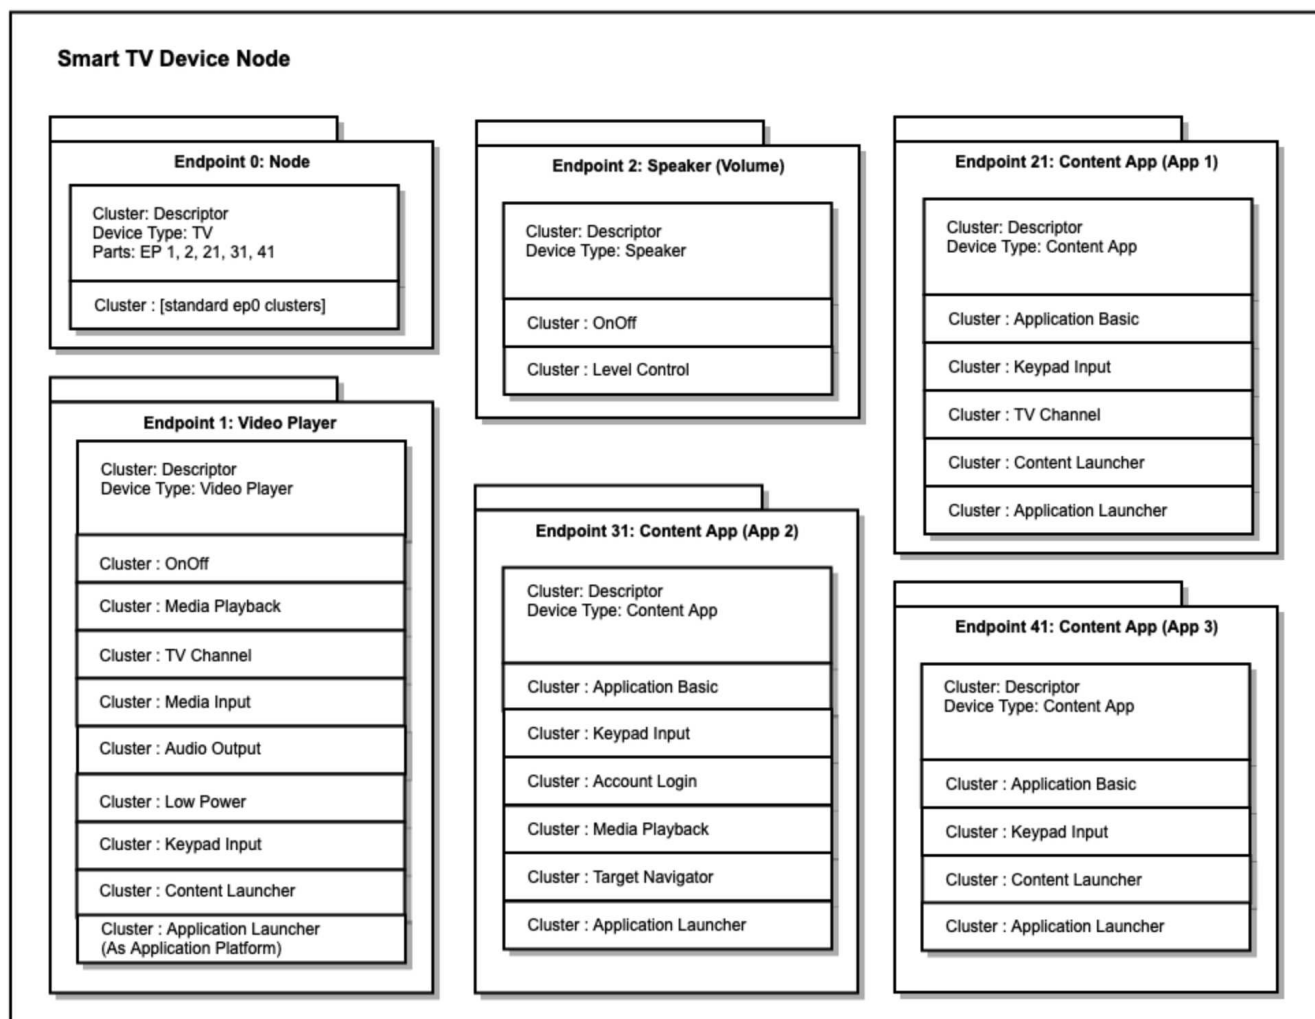 Smart TV Device Node
Endpoint 0: Node
Cluster: Descriptor
Device Type: TV
Parts: EP 1, 2, 21, 31, 41
Cluster : [standard ep0 clusters]
Endpoint 1: Video Player
Cluster: Descriptor
Device Type: Video Player
Cluster : OnOff
Cluster : Media Playback
Cluster : TV Channel
Cluster : Media Input
Cluster : Audio Output
Cluster : Low Power
Cluster : Keypad Input
Cluster : Content Launcher
Cluster : Application Launcher
(As Application Platform)
Endpoint 2: Speaker (Volume)
Cluster: Descriptor
Device Type: Speaker
Cluster : OnOff
Cluster : Level Control
Endpoint 31: Content App (App 2)
Cluster: Descriptor
Device Type: Content App
Cluster : Application Basic
Cluster : Keypad Input
Cluster : Account Login
Cluster : Media Playback
Cluster : Target Navigator
Cluster : Application Launcher
Endpoint 21: Content App (App 1)
Cluster: Descriptor
Device Type: Content App
Cluster : Application Basic
Cluster : Keypad Input
Cluster : TV Channel
Cluster : Content Launcher
Cluster : Application Launcher
Endpoint 41: Content App (App 3)
Cluster: Descriptor
Device Type: Content App
Cluster : Application Basic
Cluster : Keypad Input
Cluster : Content Launcher
Cluster : Application Launcher